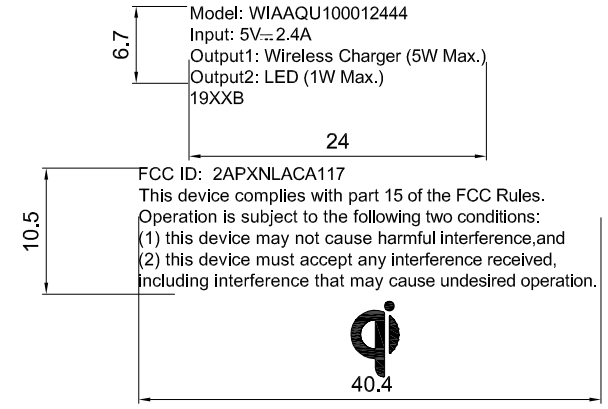 Model: WIAAQU100012444
Input: 5V⎓2.4A
Output1: Wireless Charger (5W Max.)
Output2: LED (1W Max.)
19XXB
6.7
24
FCC ID: 2APXNLACA117
This device complies with part 15 of the FCC Rules.
Operation is subject to the following two conditions:
(1) this device may not cause harmful interference,and
(2) this device must accept any interference received,
including interference that may cause undesired operation.
10.5
qi
40.4